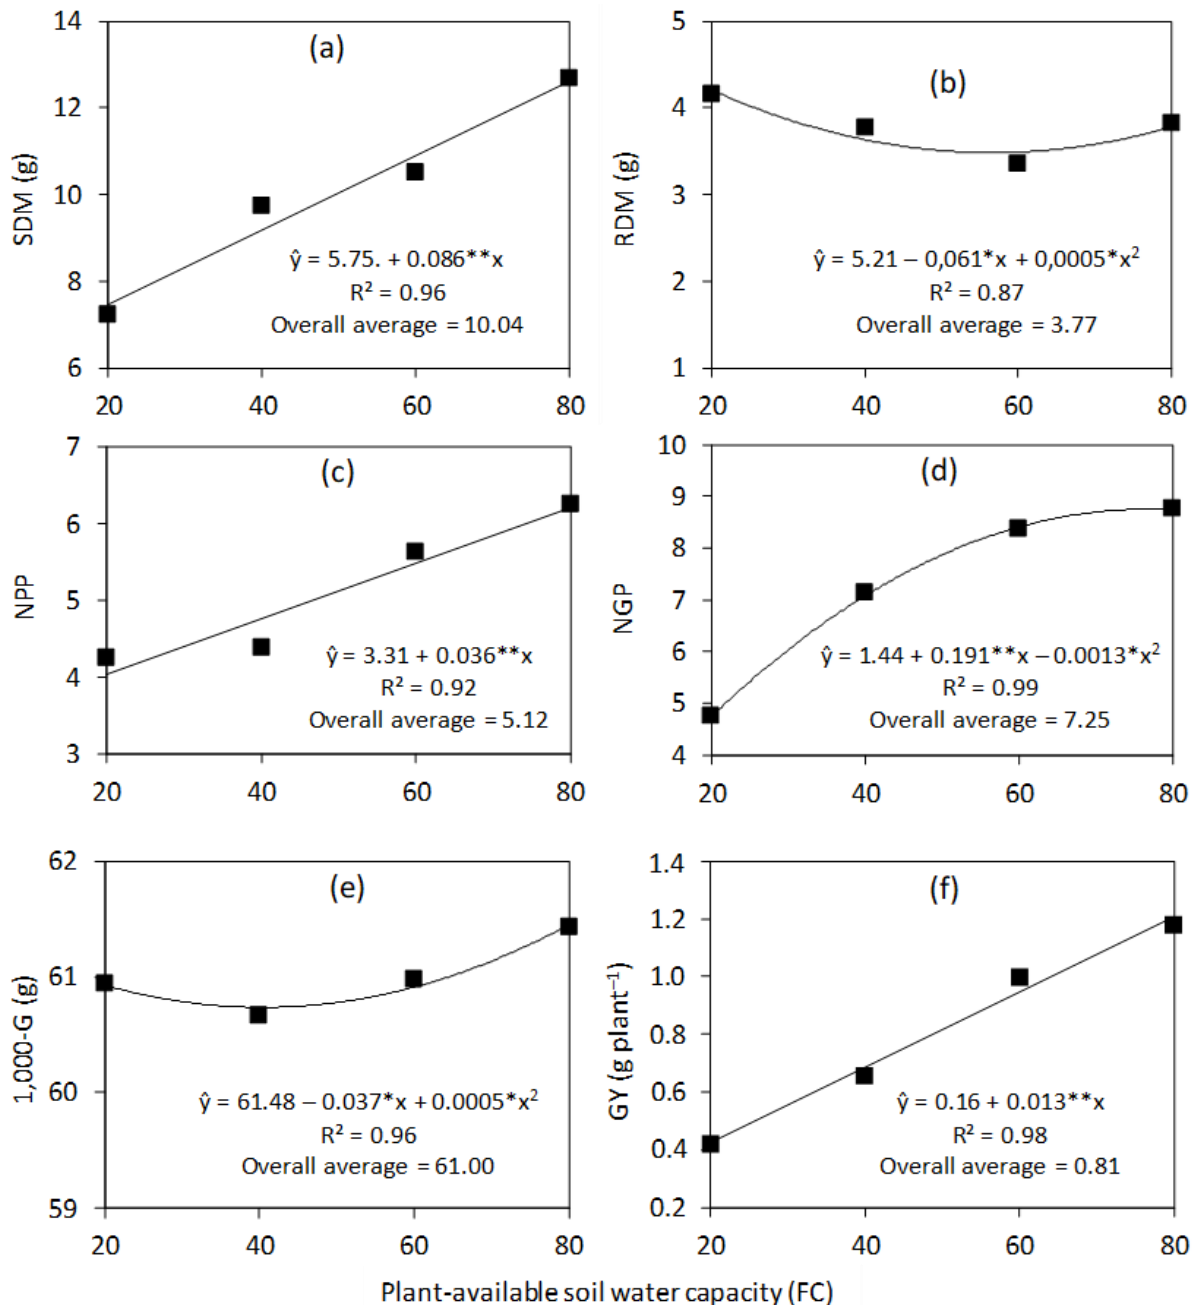 (a)
14
12
10
8
6
SDM (g)
ŷ = 5.75. + 0.086**x
R² = 0.96
Overall average = 10.04
20 40 60 80
(b)
5
4
3
2
1
RDM (g)
ŷ = 5.21 – 0,061*x + 0,0005*x²
R² = 0.87
Overall average = 3.77
20 40 60 80
(c)
7
6
5
4
3
NPP
ŷ = 3.31 + 0.036**x
R² = 0.92
Overall average = 5.12
20 40 60 80
(d)
10
9
8
7
6
5
4
NGP
ŷ = 1.44 + 0.191**x – 0.0013*x²
R² = 0.99
Overall average = 7.25
20 40 60 80
(e)
62
61
60
59
1,000-G (g)
ŷ = 61.48 – 0.037*x + 0.0005*x²
R² = 0.96
Overall average = 61.00
20 40 60 80
(f)
1.4
1.2
1.0
0.8
0.6
0.4
0.2
GY (g plant⁻¹)
ŷ = 0.16 + 0.013**x
R² = 0.98
Overall average = 0.81
20 40 60 80
Plant-available soil water capacity (FC)